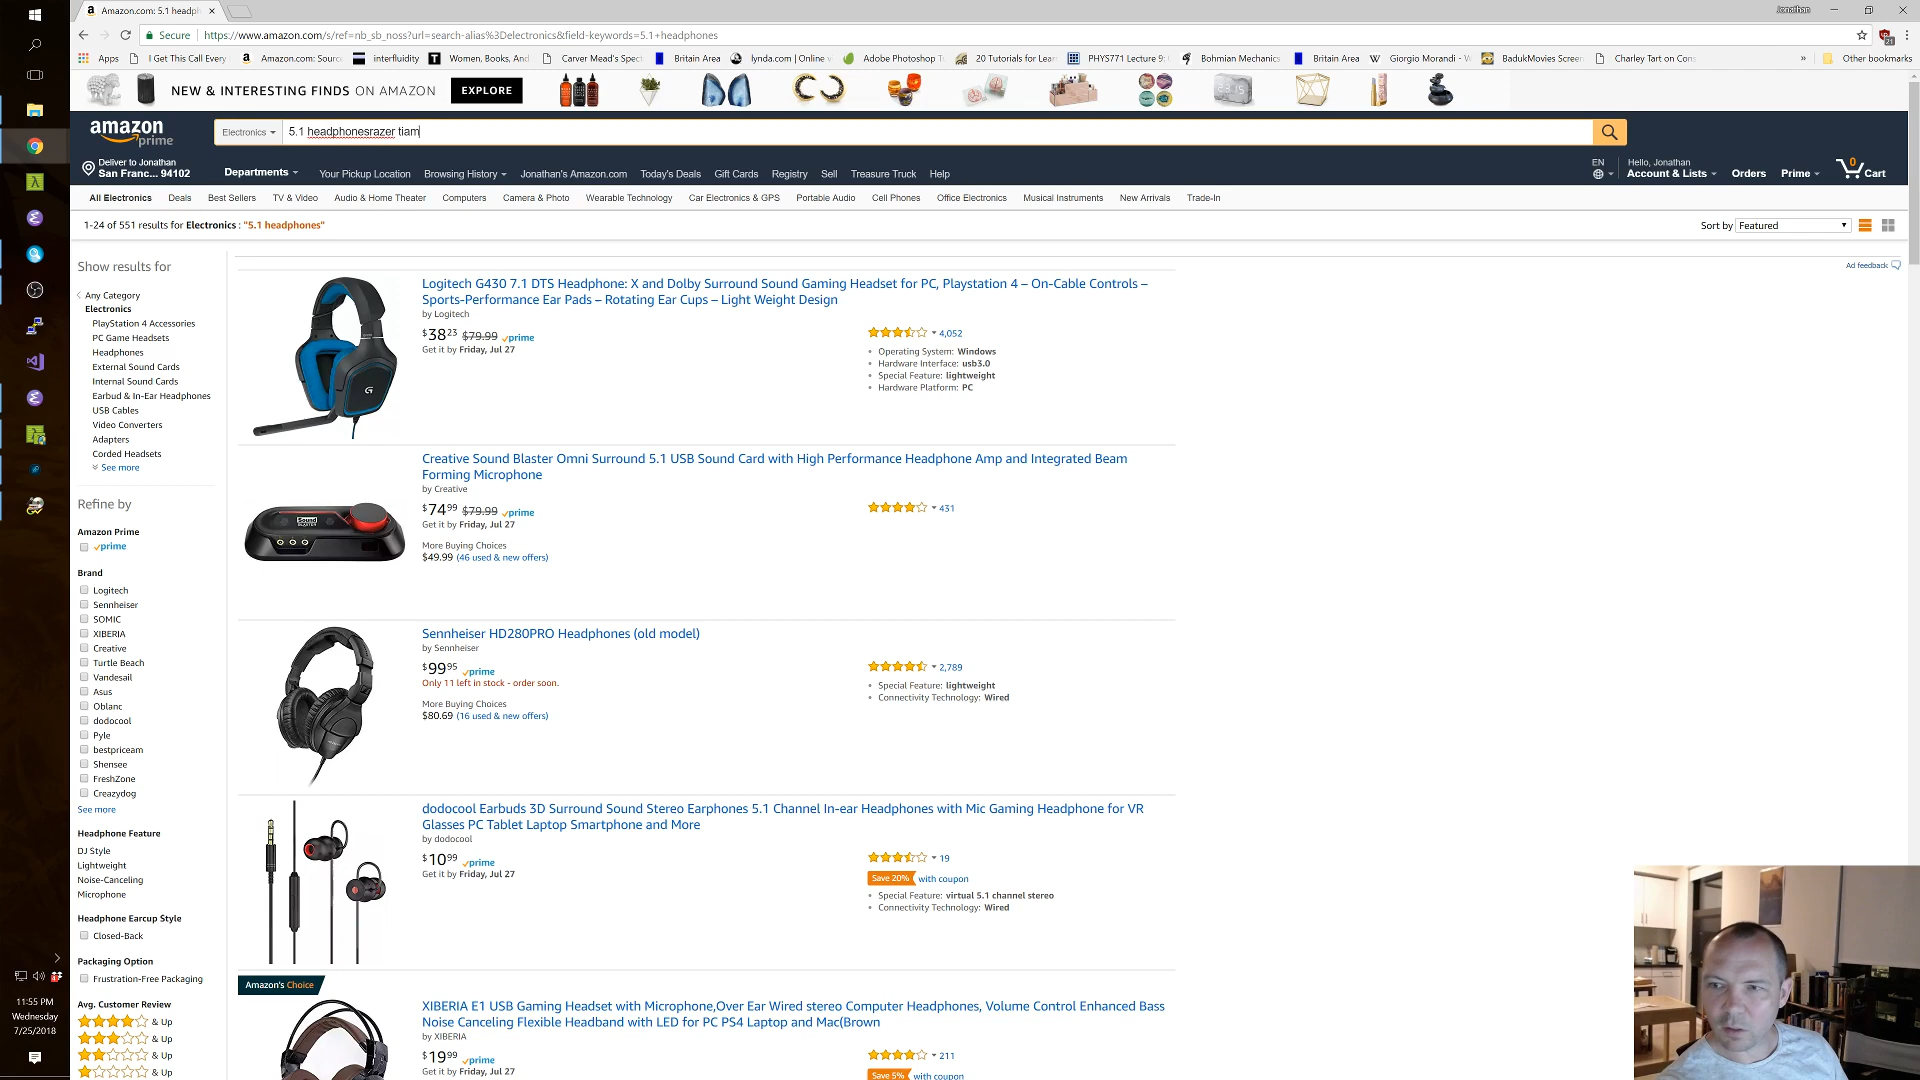 Amazon.com: 5.1 headph
Jonathan
Secure
https://www.amazon.com/s/ref=nb_sb_noss?url=search-alias%3Delectronics&field-keywords=5.1+headphones
21
Apps
I Get This Call Every
Amazon.com: Sourc
interfluidity
Women, Books, And
Carver Mead's Spec
Britain Area
lynda.com | Online v
Adobe Photoshop T
20 Tutorials for Lear
PHYS771 Lecture 9:
Bohmian Mechanics
Britain Area
Giorgio Morandi - W
BadukMovies Screen
Charley Tart on Cons
»
Other bookmarks
NEW & INTERESTING FINDS ON AMAZON
EXPLORE
amazon
prime
Electronics
5.1 headphonesrazer tiam
Deliver to Jonathan
San Franc... 94102
Departments
Your Pickup Location
Browsing History
Jonathan's Amazon.com
Today's Deals
Gift Cards
Registry
Sell
Treasure Truck
Help
EN
Hello, Jonathan
Account & Lists
Orders
Prime
0
Cart
All Electronics
Deals
Best Sellers
TV & Video
Audio & Home Theater
Computers
Camera & Photo
Wearable Technology
Car Electronics & GPS
Portable Audio
Cell Phones
Office Electronics
Musical Instruments
New Arrivals
Trade-In
1-24 of 551 results for Electronics : "5.1 headphones"
Sort by Featured
Ad feedback
Show results for
Any Category
Electronics
PlayStation 4 Accessories
PC Game Headsets
Headphones
External Sound Cards
Internal Sound Cards
Earbud & In-Ear Headphones
USB Cables
Video Converters
Adapters
Corded Headsets
See more
Refine by
Amazon Prime
prime
Brand
Logitech
Sennheiser
SOMIC
XIBERIA
Creative
Turtle Beach
Vandesail
Asus
Oblanc
dodocool
Pyle
bestpriceam
Shensee
FreshZone
Creazydog
See more
Headphone Feature
DJ Style
Lightweight
Noise-Canceling
Microphone
Headphone Earcup Style
Closed-Back
Packaging Option
Frustration-Free Packaging
Avg. Customer Review
& Up
& Up
& Up
& Up
Logitech G430 7.1 DTS Headphone: X and Dolby Surround Sound Gaming Headset for PC, Playstation 4 – On-Cable Controls –
Sports-Performance Ear Pads – Rotating Ear Cups – Light Weight Design
by Logitech
$38 23 $79.99 prime
Get it by Friday, Jul 27
4,052
Operating System: Windows
Hardware Interface: usb3.0
Special Feature: lightweight
Hardware Platform: PC
Creative Sound Blaster Omni Surround 5.1 USB Sound Card with High Performance Headphone Amp and Integrated Beam
Forming Microphone
by Creative
$74 99 $79.99 prime
Get it by Friday, Jul 27
More Buying Choices
$49.99 (46 used & new offers)
431
Sound
BLASTER
Sennheiser HD280PRO Headphones (old model)
by Sennheiser
$99 95 prime
Only 11 left in stock - order soon.
More Buying Choices
$80.69 (16 used & new offers)
2,789
Special Feature: lightweight
Connectivity Technology: Wired
dodocool Earbuds 3D Surround Sound Stereo Earphones 5.1 Channel In-ear Headphones with Mic Gaming Headphone for VR
Glasses PC Tablet Laptop Smartphone and More
by dodocool
$10 99 prime
Get it by Friday, Jul 27
19
Save 20% with coupon
Special Feature: virtual 5.1 channel stereo
Connectivity Technology: Wired
Amazon's Choice
XIBERIA E1 USB Gaming Headset with Microphone,Over Ear Wired stereo Computer Headphones, Volume Control Enhanced Bass
Noise Canceling Flexible Headband with LED for PC PS4 Laptop and Mac(Brown
by XIBERIA
$19 99 prime
Get it by Friday, Jul 27
211
Save 5% with coupon
11:55 PM
Wednesday
7/25/2018